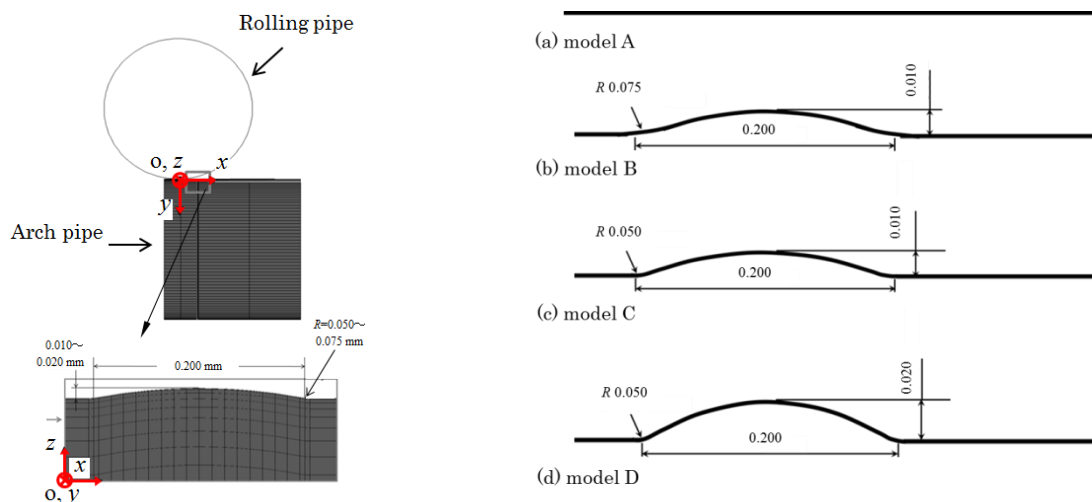 Rolling pipe
o, z
x
y
Arch pipe
0.010～
0.020 mm
0.200 mm
R=0.050～
0.075 mm
z
x
o, y
(a) model A
R 0.075
0.010
0.200
(b) model B
R 0.050
0.010
0.200
(c) model C
R 0.050
0.020
0.200
(d) model D